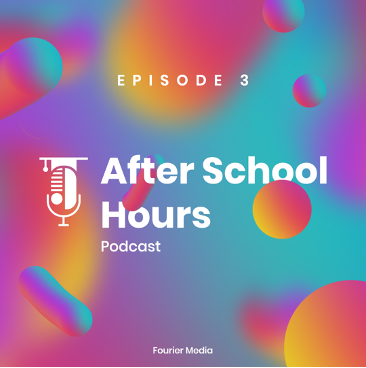 EPISODE 3
After School
Hours
Podcast
Fourier Media